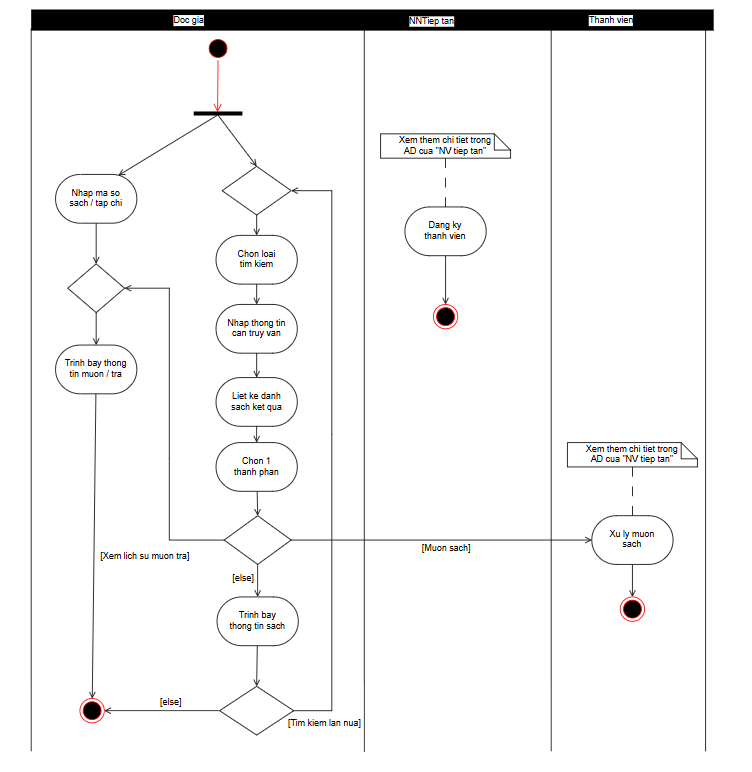 Doc gia
NNTiep tan
Thanh vien
Xem them chi tiet trong
AD cua "NV tiep tan"
Nhap ma so
sach / tap chi
Dang ky
thanh vien
Chon loai
tim kiem
Nhap thong tin
can truy van
Trinh bay thong
tin muon / tra
Liet ke danh
sach ket qua
Chon 1
thanh phan
Xem them chi tiet trong
AD cua "NV tiep tan"
Xu ly muon
sach
[Muon sach]
[Xem lich su muon tra]
[else]
Trinh bay
thong tin sach
[else]
[Tim kiem lan nua]